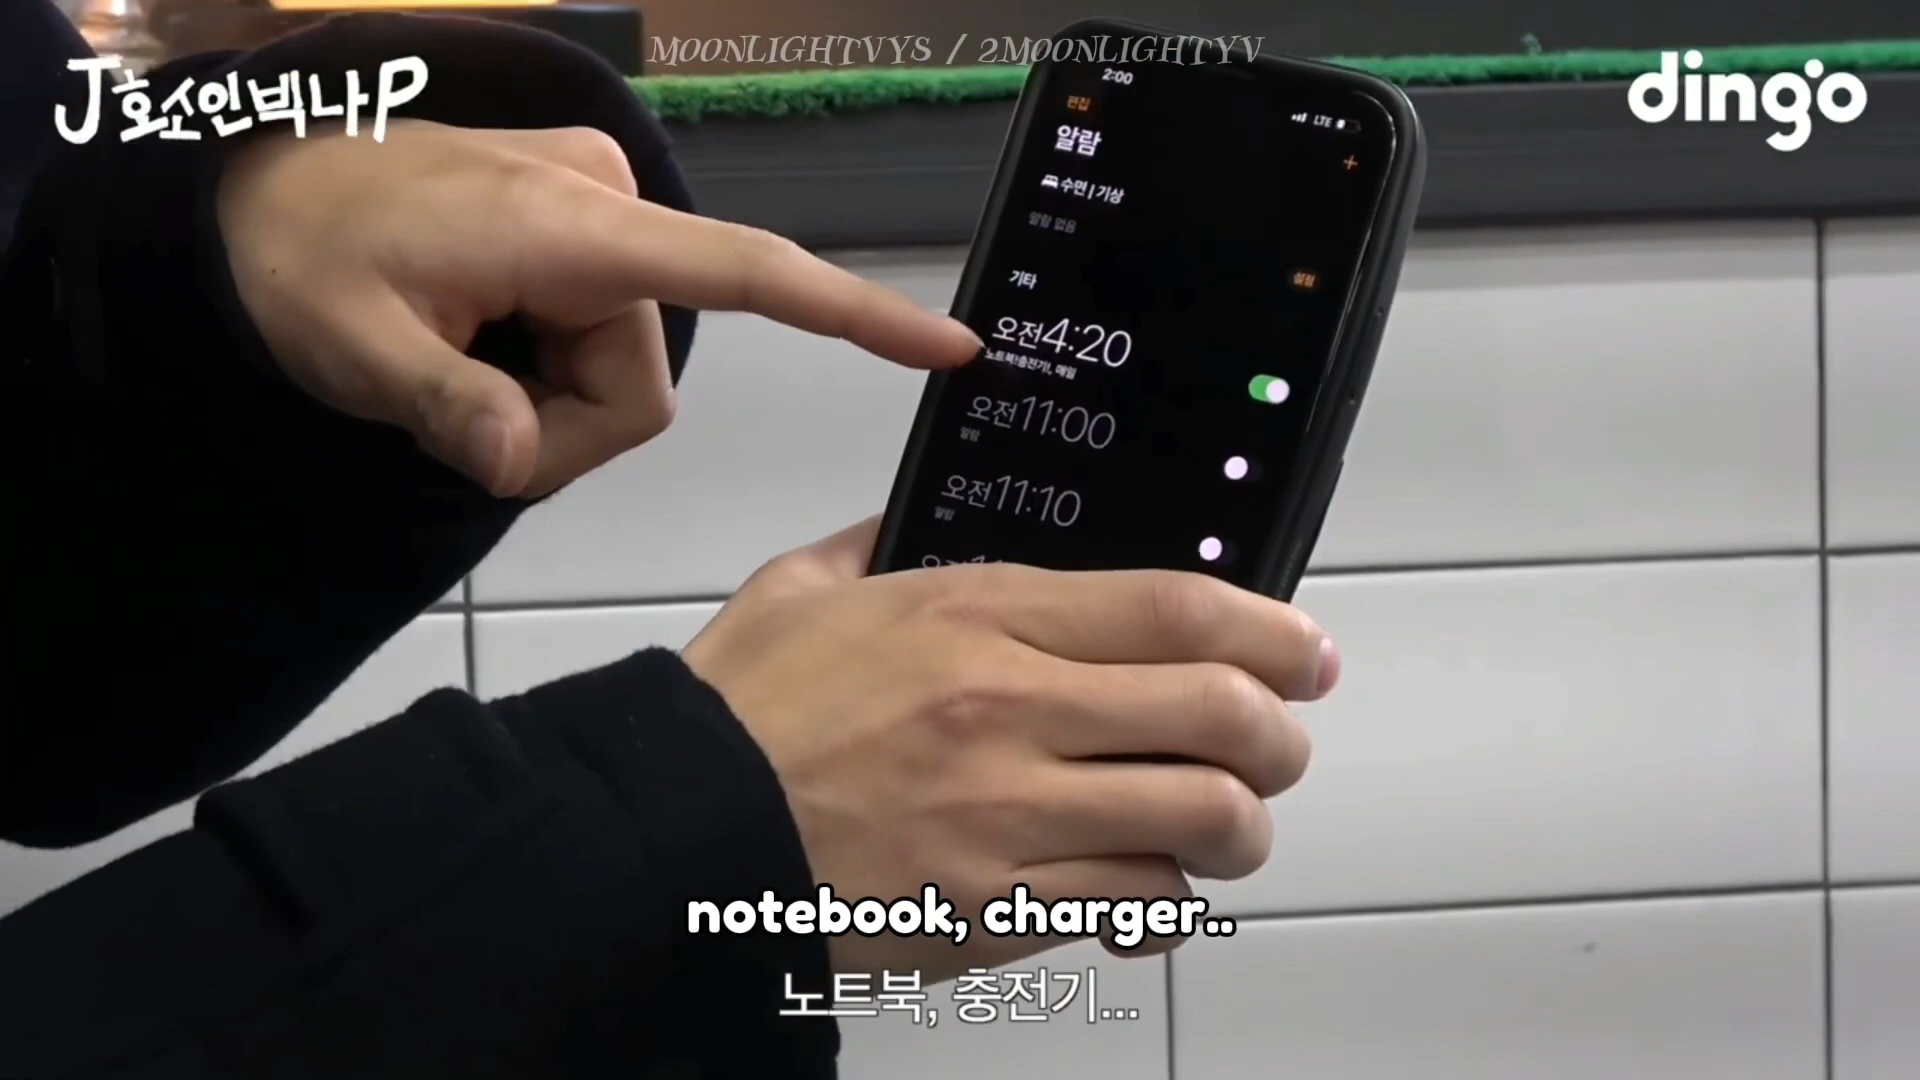 MOONLIGHTVYS / 2MOONLIGHTYV
J호소인빅나P
dingo
2:00
LTE
편집
알람
+
수면 | 기상
알람 없음
기타
설정
오전4:20
노트북!충전기!, 매일
오전11:00
알람
오전11:10
알람
notebook, charger..
노트북, 충전기...